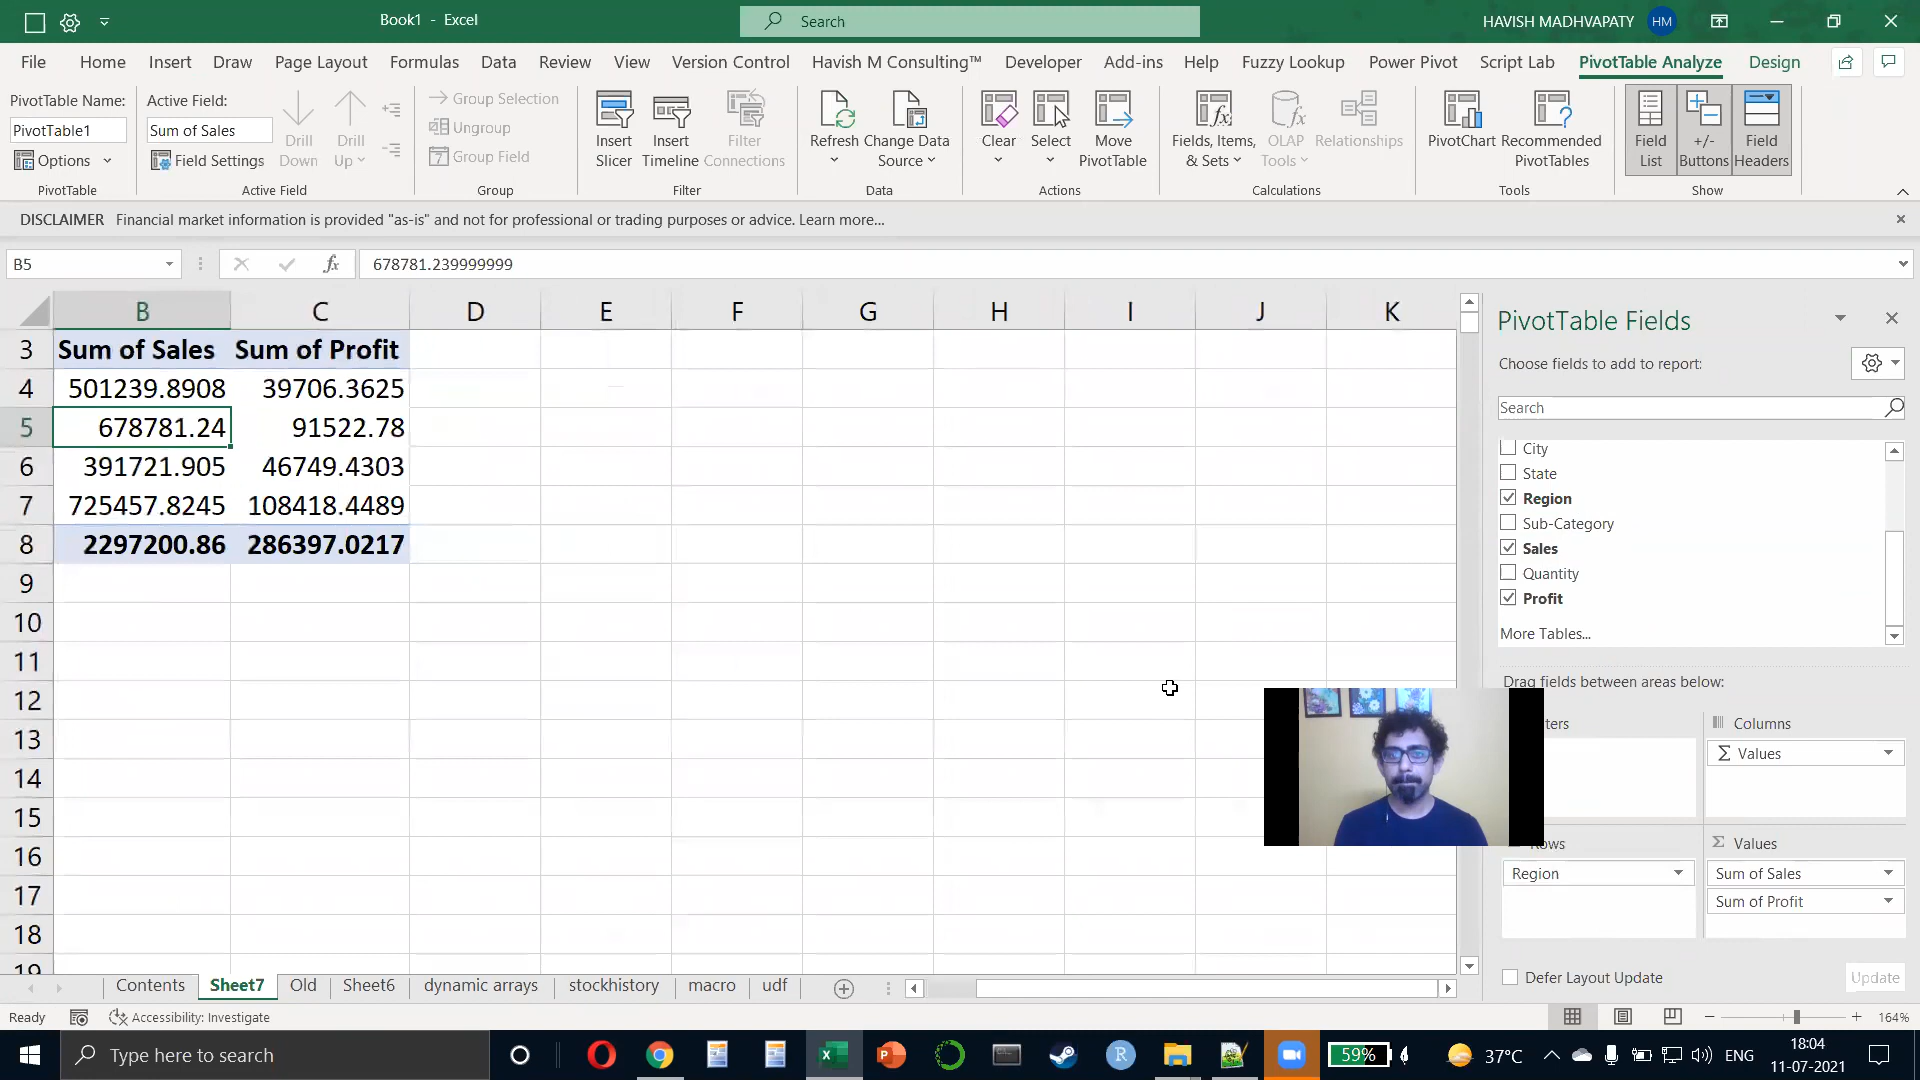 Book1 - Excel
Search
HAVISH MADHVAPATY
HM
File Home Insert Draw Page Layout Formulas Data Review View Version Control Havish M Consulting™ Developer Add-ins Help Fuzzy Lookup Power Pivot Script Lab PivotTable Analyze Design
PivotTable Name:
PivotTable1
Options
PivotTable
Active Field:
Sum of Sales
Field Settings
Drill Down
Drill Up
Active Field
Group Selection
Ungroup
Group Field
Group
Insert Slicer
Insert Timeline
Filter Connections
Filter
Refresh
Change Data Source
Data
Clear
Select
Move PivotTable
Actions
Fields, Items, & Sets
OLAP Tools
Relationships
Calculations
PivotChart
Recommended PivotTables
Tools
Field List
+/- Buttons
Field Headers
Show
DISCLAIMER Financial market information is provided "as-is" and not for professional or trading purposes or advice. Learn more...
B5
fx
678781.239999999
B C D E F G H I J K
3 Sum of Sales Sum of Profit
4 501239.8908 39706.3625
5 678781.24 91522.78
6 391721.905 46749.4303
7 725457.8245 108418.4489
8 2297200.86 286397.0217
9
10
11
12
13
14
15
16
17
18
19
PivotTable Fields
Choose fields to add to report:
Search
City
State
Region
Sub-Category
Sales
Quantity
Profit
More Tables...
Drag fields between areas below:
ters
Columns
Σ Values
Rows
Region
Σ Values
Sum of Sales
Sum of Profit
Defer Layout Update
Update
Contents Sheet7 Old Sheet6 dynamic arrays stockhistory macro udf
Ready
Accessibility: Investigate
164%
Type here to search
59%
37°C
ENG
18:04
11-07-2021